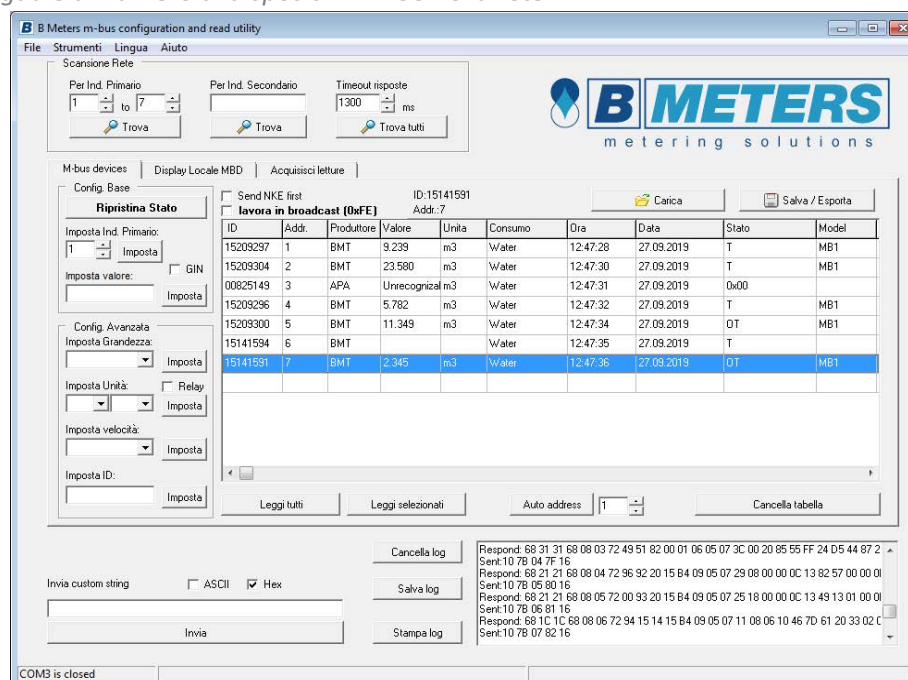 B Meters m-bus configuration and read utility
File Strumenti Lingua Aiuto
Scansione Rete
Per Ind. Primario Per Ind. Secondario Timeout risposte
1 to 7 1300 ms
Trova Trova Trova tutti
B METERS
metering solutions
M-bus devices Display Locale MBD Acquisisci letture
Config. Base
Ripristina Stato
Imposta Ind. Primario:
1 Imposta
GIN
Imposta valore:
Imposta
Config. Avanzata
Imposta Grandezza:
Imposta
Imposta Unità: Relay
Imposta
Imposta velocità:
Imposta
Imposta ID:
Imposta
Send NKE first ID:15141591
lavora in broadcast (0xFE) Addr.:7
Carica Salva / Esporta
ID Addr. Produttore Valore Unita Consumo Ora Data Stato Model
15209297 1 BMT 9.239 m3 Water 12:47:28 27.09.2019 T MB1
15209304 2 BMT 23.580 m3 Water 12:47:30 27.09.2019 T MB1
00825149 3 APA Unrecognizal m3 Water 12:47:31 27.09.2019 0x00
15209296 4 BMT 5.782 m3 Water 12:47:32 27.09.2019 T MB1
15209300 5 BMT 11.349 m3 Water 12:47:34 27.09.2019 OT MB1
15141594 6 BMT Water 12:47:35 27.09.2019 T
15141591 7 BMT 2.345 m3 Water 12:47:36 27.09.2019 OT MB1
Leggi tutti Leggi selezionati Auto address 1 Cancella tabella
Invia custom string ASCII Hex
Invia
Cancella log
Salva log
Stampa log
Respond: 68 31 31 68 08 03 72 49 51 82 00 01 06 05 07 3C 00 20 85 55 FF 24 D5 44 87 2
Sent:10 7B 04 7F 16
Respond: 68 21 21 68 08 04 72 96 92 20 15 B4 09 05 07 29 08 00 00 0C 13 82 57 00 00
Sent:10 7B 05 80 16
Respond: 68 21 21 68 08 05 72 00 93 20 15 B4 09 05 07 25 18 00 00 0C 13 49 13 01 00
Sent:10 7B 06 81 16
Respond: 68 1C 1C 68 08 06 72 94 15 14 15 B4 09 05 07 11 08 06 10 46 7D 61 20 33 02
Sent:10 7B 07 82 16
COM3 is closed